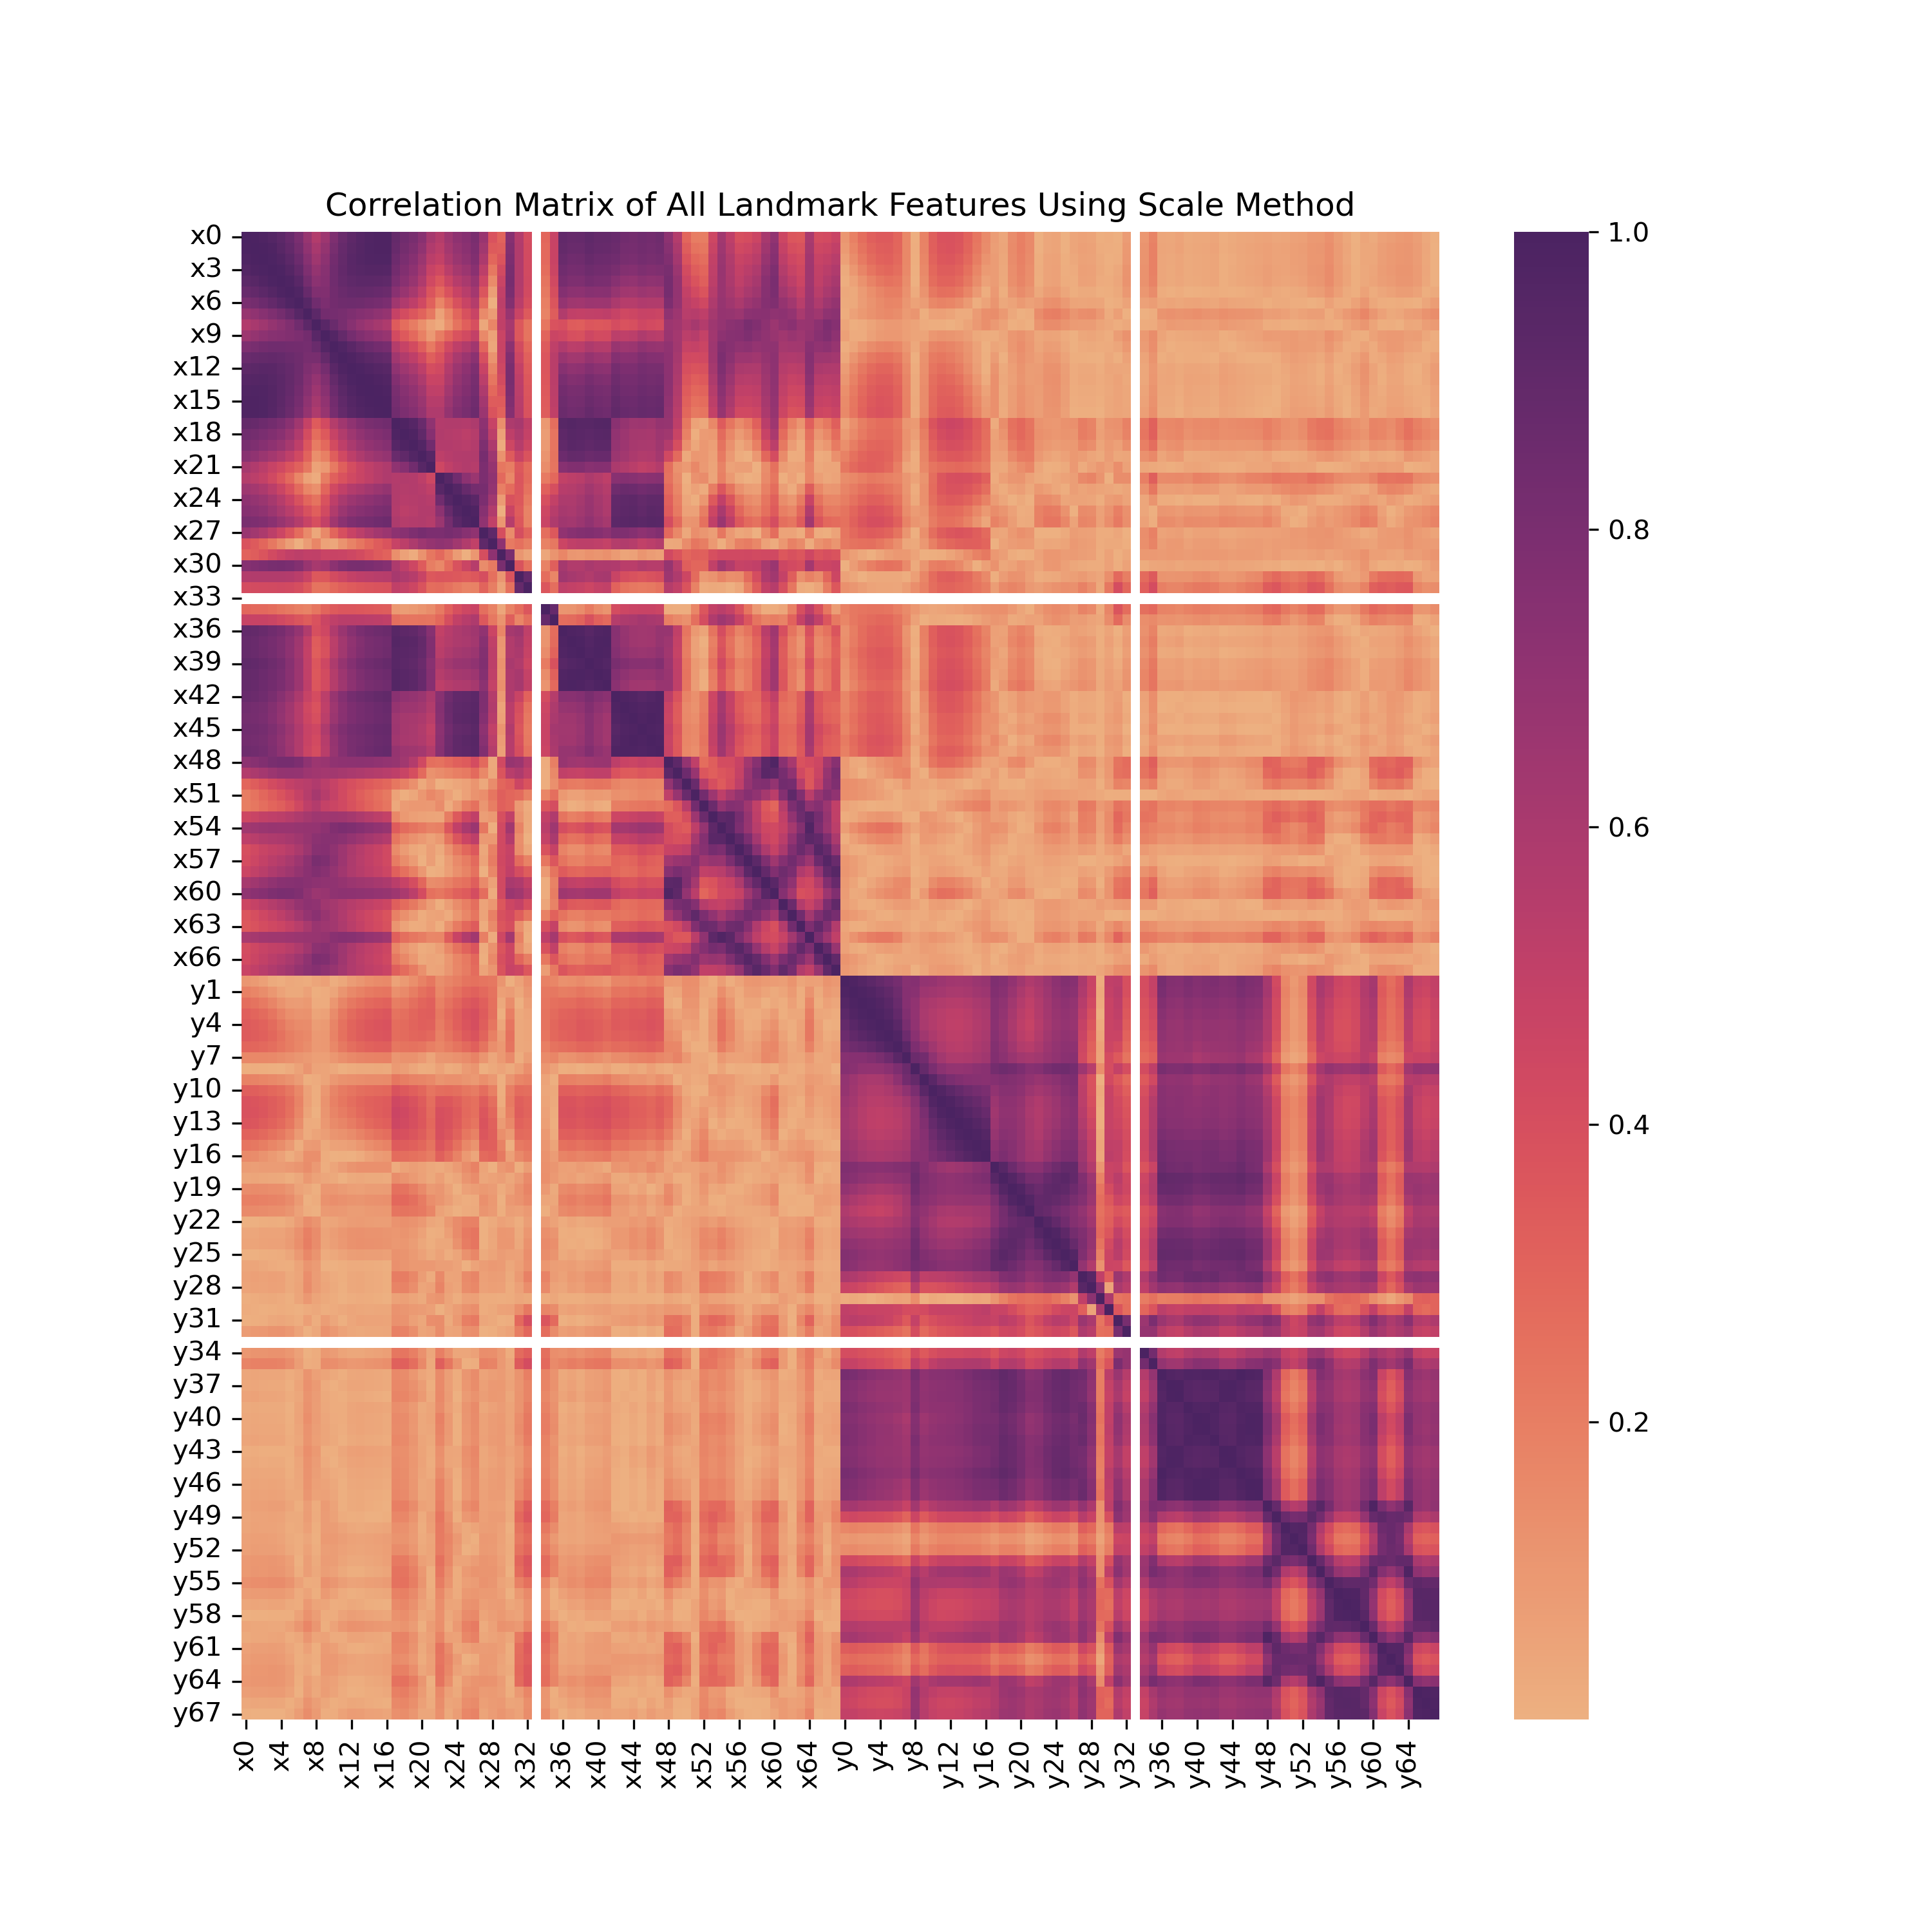 Correlation Matrix of All Landmark Features Using Scale Method
x0
x3
x6
x9
x12
x15
x18
x21
x24
x27
x30
x33
x36
x39
x42
x45
x48
x51
x54
x57
x60
x63
x66
y1
y4
y7
y10
y13
y16
y19
y22
y25
y28
y31
y34
y37
y40
y43
y46
y49
y52
y55
y58
y61
y64
y67
x0 x4 x8 x12 x16 x20 x24 x28 x32 x36 x40 x44 x48 x52 x56 x60 x64 y0 y4 y8 y12 y16 y20 y24 y28 y32 y36 y40 y44 y48 y52 y56 y60 y64
1.0
0.8
0.6
0.4
0.2